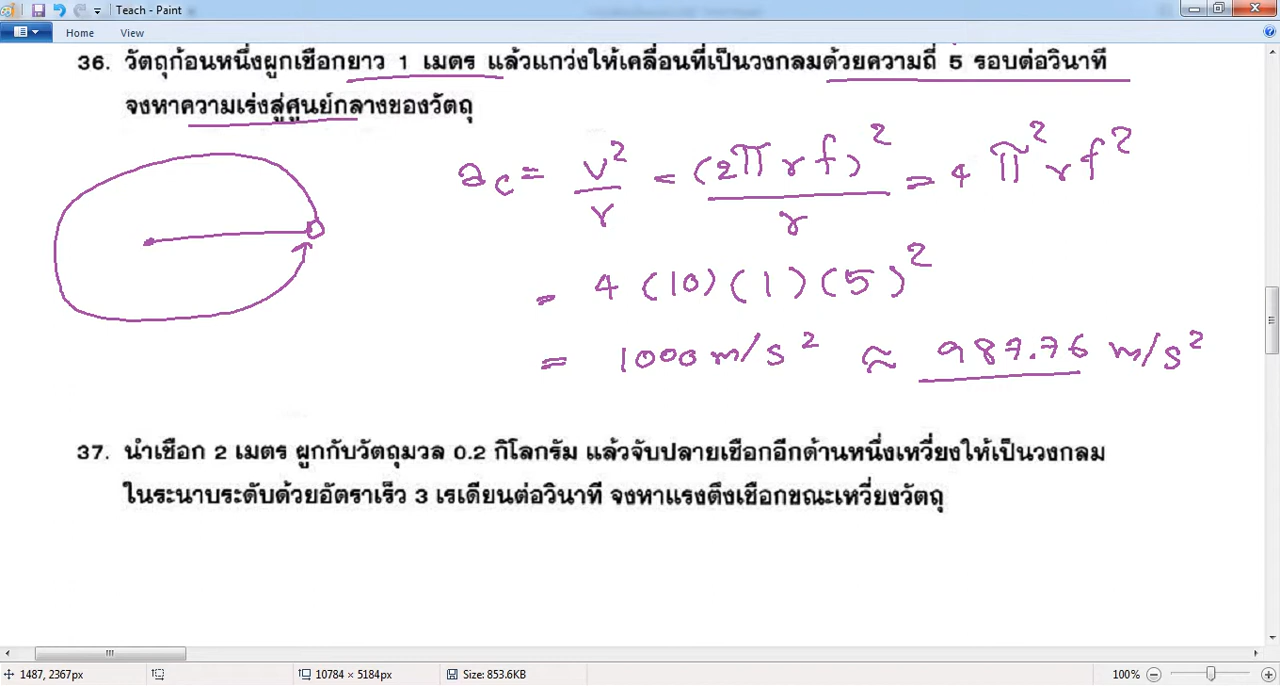 Teach - Paint
Home View
36. วัตถุก้อนหนึ่งผูกเชือกยาว 1 เมตร แล้วแกว่งให้เคลื่อนที่เป็นวงกลมด้วยความถี่ 5 รอบต่อวินาที
จงหาความเร่งสู่ศูนย์กลางของวัตถุ
a_c = v²/r = (2πrf)²/r = 4π²rf²
= 4(10)(1)(5)²
= 1000 m/s² ≈ 987.76 m/s²
37. นำเชือก 2 เมตร ผูกกับวัตถุมวล 0.2 กิโลกรัม แล้วจับปลายเชือกอีกด้านหนึ่งเหวี่ยงให้เป็นวงกลม
ในระนาบระดับด้วยอัตราเร็ว 3 เรเดียนต่อวินาที จงหาแรงตึงเชือกขณะเหวี่ยงวัตถุ
1487, 2367px 10784 × 5184px Size: 853.6KB 100%